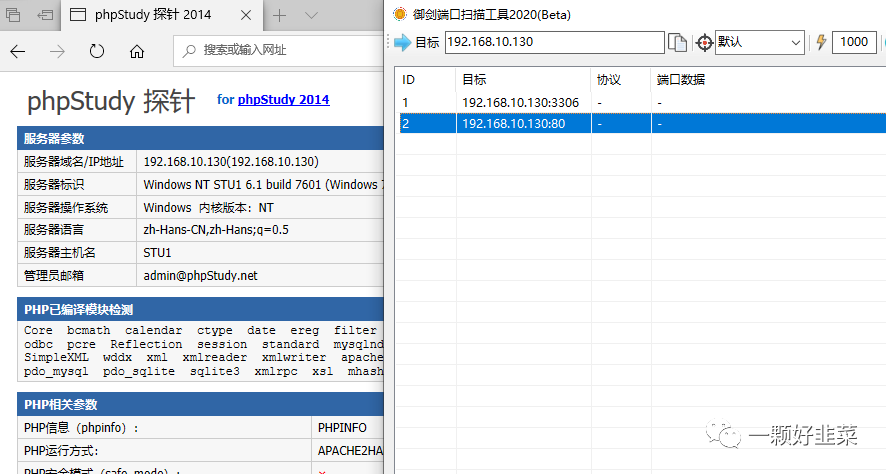 phpStudy 探针 2014
搜索或输入网址
phpStudy 探针
for phpStudy 2014
服务器参数
服务器域名/IP地址 192.168.10.130(192.168.10.130)
服务器标识 Windows NT STU1 6.1 build 7601 (Windows
服务器操作系统 Windows 内核版本: NT
服务器语言 zh-Hans-CN,zh-Hans;q=0.5
服务器主机名 STU1
管理员邮箱 admin@phpStudy.net
PHP已编译模块检测
Core bcmath calendar ctype date ereg filter
odbc pcre Reflection session standard mysqlnd
SimpleXML wddx xml xmlreader xmlwriter apache
pdo_mysql pdo_sqlite sqlite3 xmlrpc xsl mhash
PHP相关参数
PHP信息 (phpinfo) : PHPINFO
PHP运行方式: APACHE2HA
PHP安全模式 (safe_mode) :
御剑端口扫描工具2020(Beta)
目标 192.168.10.130 默认 1000
ID 目标 协议 端口数据
1 192.168.10.130:3306 - -
2 192.168.10.130:80 - -
一颗好韭菜